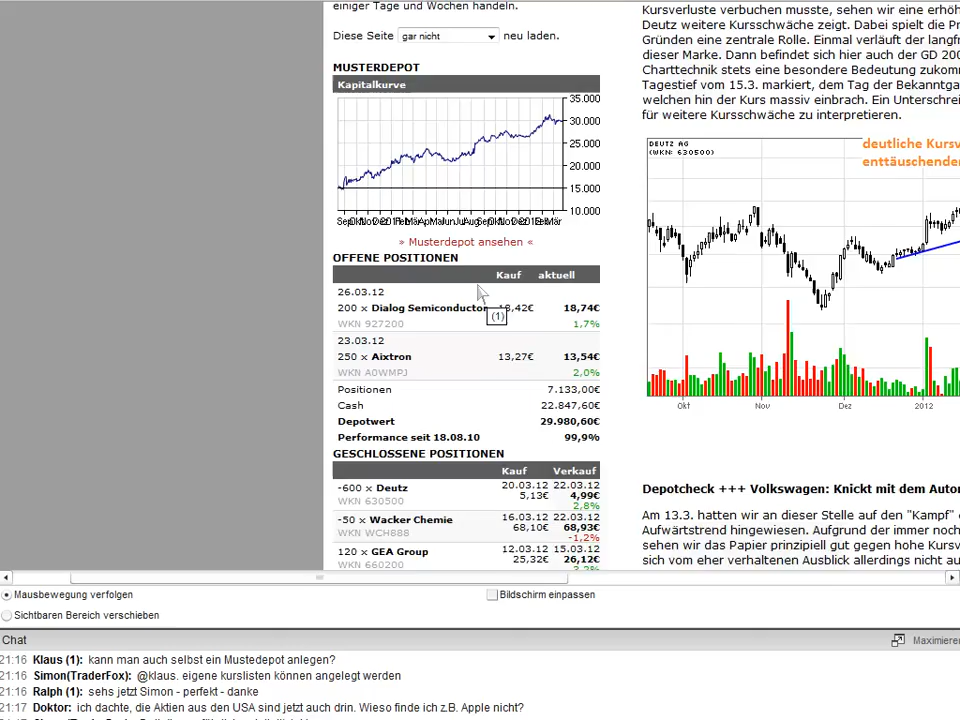 einiger Tage und Wochen handeln.
Diese Seite gar nicht neu laden.
MUSTERDEPOT
Kapitalkurve
35.000
30.000
25.000
20.000
15.000
10.000
» Musterdepot ansehen «
OFFENE POSITIONEN
Kauf aktuell
26.03.12
200 x Dialog Semiconductor 18,74€
(1)
WKN 927200 1,7%
23.03.12
250 x Aixtron 13,27€ 13,54€
WKN A0WMPJ 2,0%
Positionen 7.133,00€
Cash 22.847,60€
Depotwert 29.980,60€
Performance seit 18.08.10 99,9%
GESCHLOSSENE POSITIONEN
Kauf Verkauf
20.03.12 22.03.12
-600 x Deutz 5,13€ 4,99€
WKN 630500 2,8%
16.03.12 22.03.12
-50 x Wacker Chemie 68,10€ 68,93€
WKN WCH888 -1,2%
12.03.12 15.03.12
120 x GEA Group 25,32€ 26,12€
WKN 660200
Kursverluste verbuchen musste, sehen wir eine erhöh
Deutz weitere Kursschwäche zeigt. Dabei spielt die Pr
Gründen eine zentrale Rolle. Einmal verläuft der langfr
dieser Marke. Dann befindet sich hier auch der GD 200
Charttechnik stets eine besondere Bedeutung zukomm
Tagestief vom 15.3. markiert, dem Tag der Bekanntga
welchen hin der Kurs massiv einbrach. Ein Unterschrei
für weitere Kursschwäche zu interpretieren.
DEUTZ AG
(WKN: 630500)
deutliche Kursv
enttäuschender
Okt Nov Dez 2012
Depotcheck +++ Volkswagen: Knickt mit dem Autom
Am 13.3. hatten wir an dieser Stelle auf den "Kampf"
Aufwärtstrend hingewiesen. Aufgrund der immer noch
sehen wir das Papier prinzipiell gut gegen hohe Kursv
sich vom eher verhaltenen Ausblick allerdings nicht au
Mausbewegung verfolgen
Bildschirm einpassen
Sichtbaren Bereich verschieben
Chat
Maximieren
21:16 Klaus (1): kann man auch selbst ein Mustedepot anlegen?
21:16 Simon(TraderFox): @klaus. eigene kurslisten können angelegt werden
21:16 Ralph (1): sehs jetzt Simon - perfekt - danke
21:17 Doktor: ich dachte, die Aktien aus den USA sind jetzt auch drin. Wieso finde ich z.B. Apple nicht?